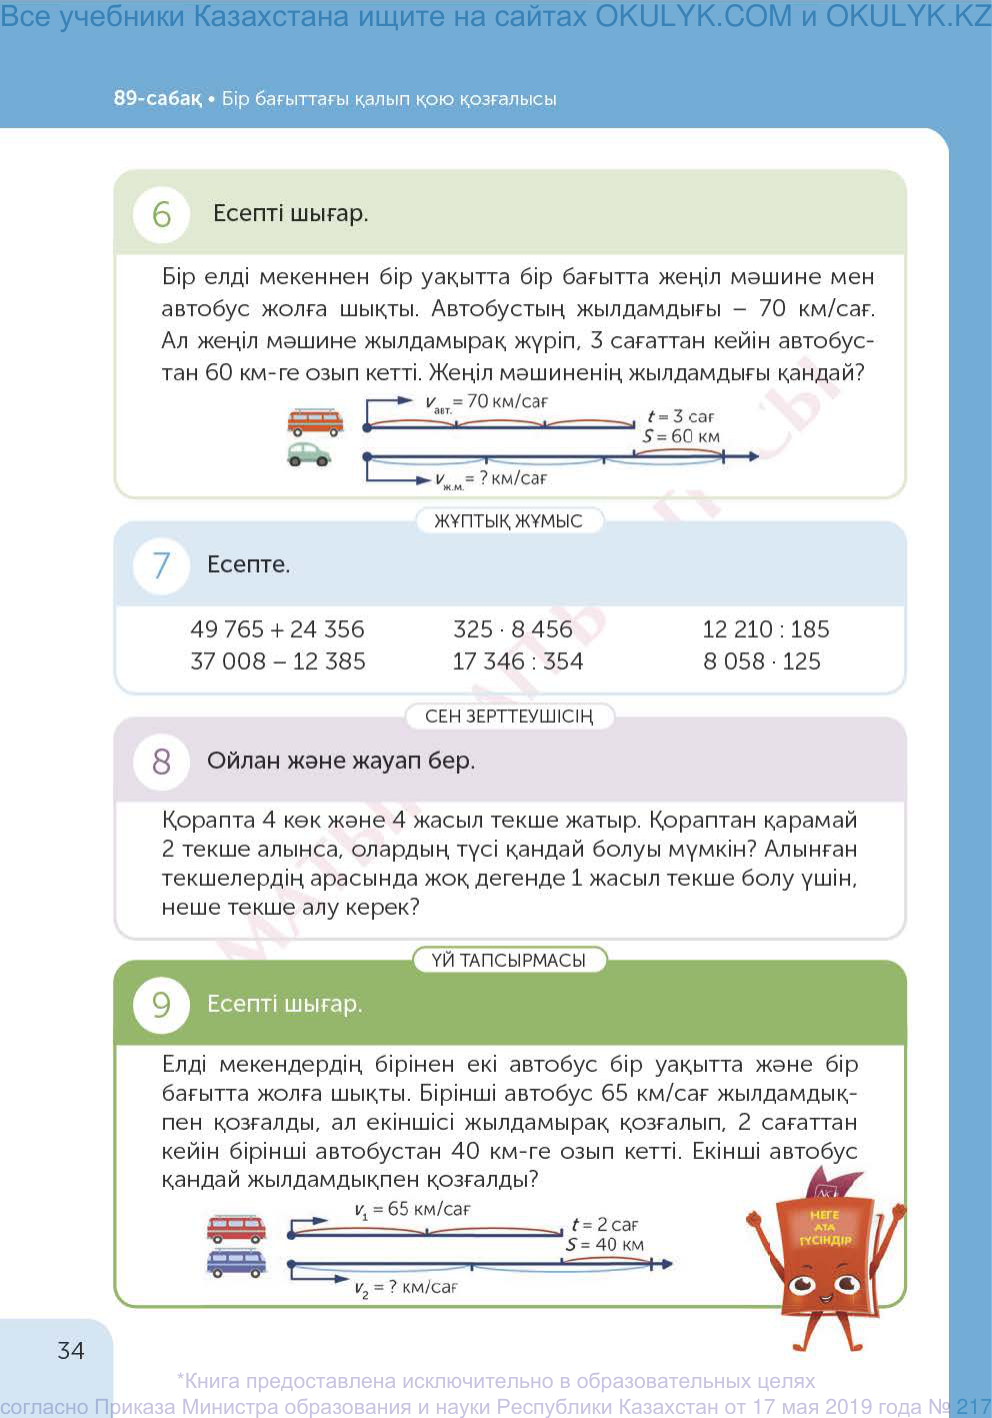 Все учебники Казахстана ищите на сайтах OKULYK.COM и OKULYK.KZ
89-сабақ • Бір бағыттағы қалып қою қозғалысы
6 Есепті шығар.
Бір елді мекеннен бір уақытта бір бағытта жеңіл мәшине мен
автобус жолға шықты. Автобустың жылдамдығы – 70 км/сағ.
Ал жеңіл мәшине жылдамырақ жүріп, 3 сағаттан кейін автобус-
тан 60 км-ге озып кетті. Жеңіл мәшиненің жылдамдығы қандай?
v авт. = 70 км/сағ
t = 3 сағ
S = 60 км
v ж.м. = ? км/сағ
ЖҰПТЫҚ ЖҰМЫС
7 Есепте.
49 765 + 24 356 325 · 8 456 12 210 : 185
37 008 – 12 385 17 346 : 354 8 058 · 125
СЕН ЗЕРТТЕУШІСІҢ
8 Ойлан және жауап бер.
Қорапта 4 көк және 4 жасыл текше жатыр. Қораптан қарамай
2 текше алынса, олардың түсі қандай болуы мүмкін? Алынған
текшелердің арасында жоқ дегенде 1 жасыл текше болу үшін,
неше текше алу керек?
ҮЙ ТАПСЫРМАСЫ
9 Есепті шығар.
Елді мекендердің бірінен екі автобус бір уақытта және бір
бағытта жолға шықты. Бірінші автобус 65 км/сағ жылдамдық-
пен қозғалды, ал екіншісі жылдамырақ қозғалып, 2 сағаттан
кейін бірінші автобустан 40 км-ге озып кетті. Екінші автобус
қандай жылдамдықпен қозғалды?
v₁ = 65 км/сағ
t = 2 сағ
S = 40 км
v₂ = ? км/сағ
НЕГЕ
АТА
ТҮСІНДІР
34
*Книга предоставлена исключительно в образовательных целях
согласно Приказа Министра образования и науки Республики Казахстан от 17 мая 2019 года № 217